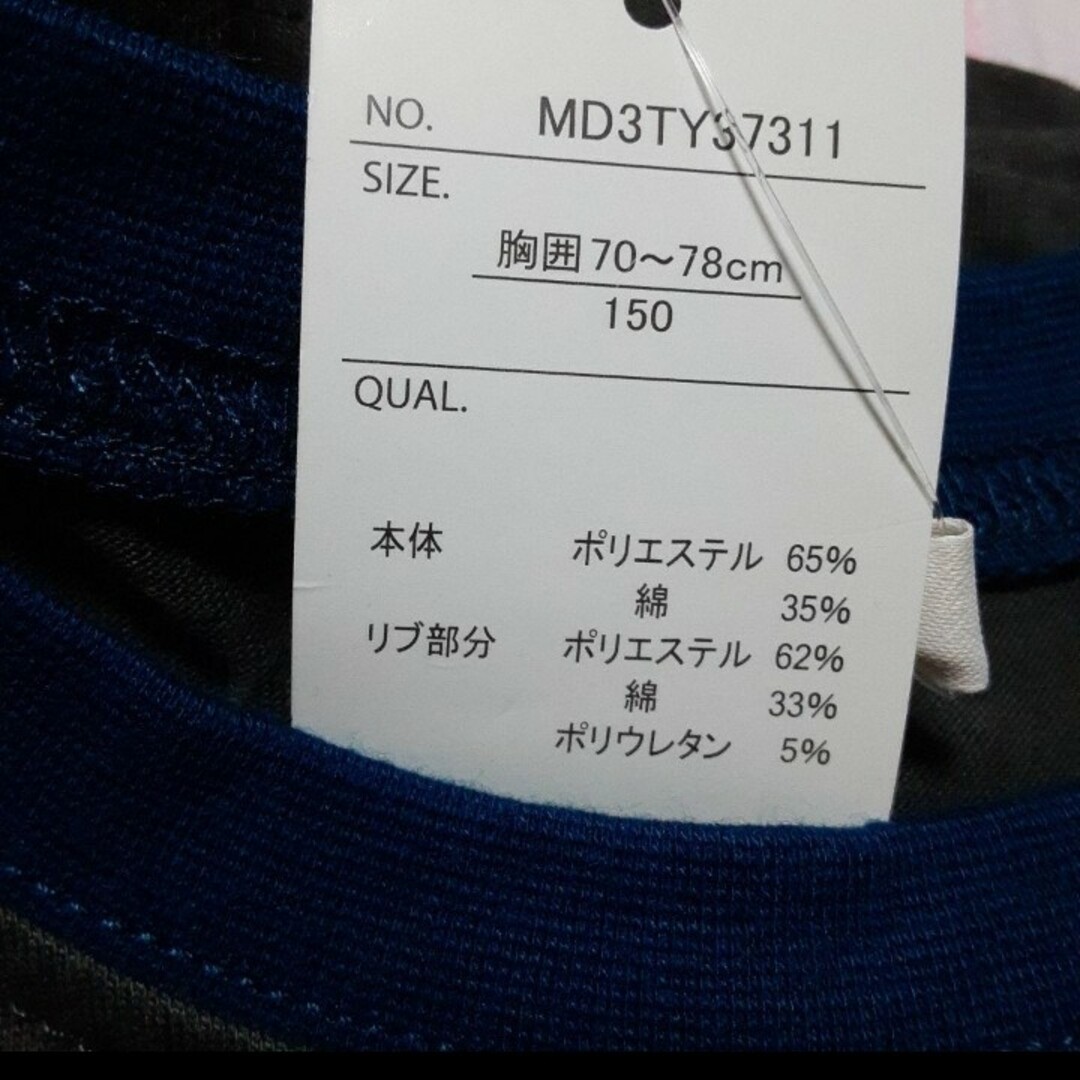 NO. MD3TY37311
SIZE.
胸囲70～78cm
150
QUAL.
本体 ポリエステル 65%
綿 35%
リブ部分 ポリエステル 62%
綿 33%
ポリウレタン 5%